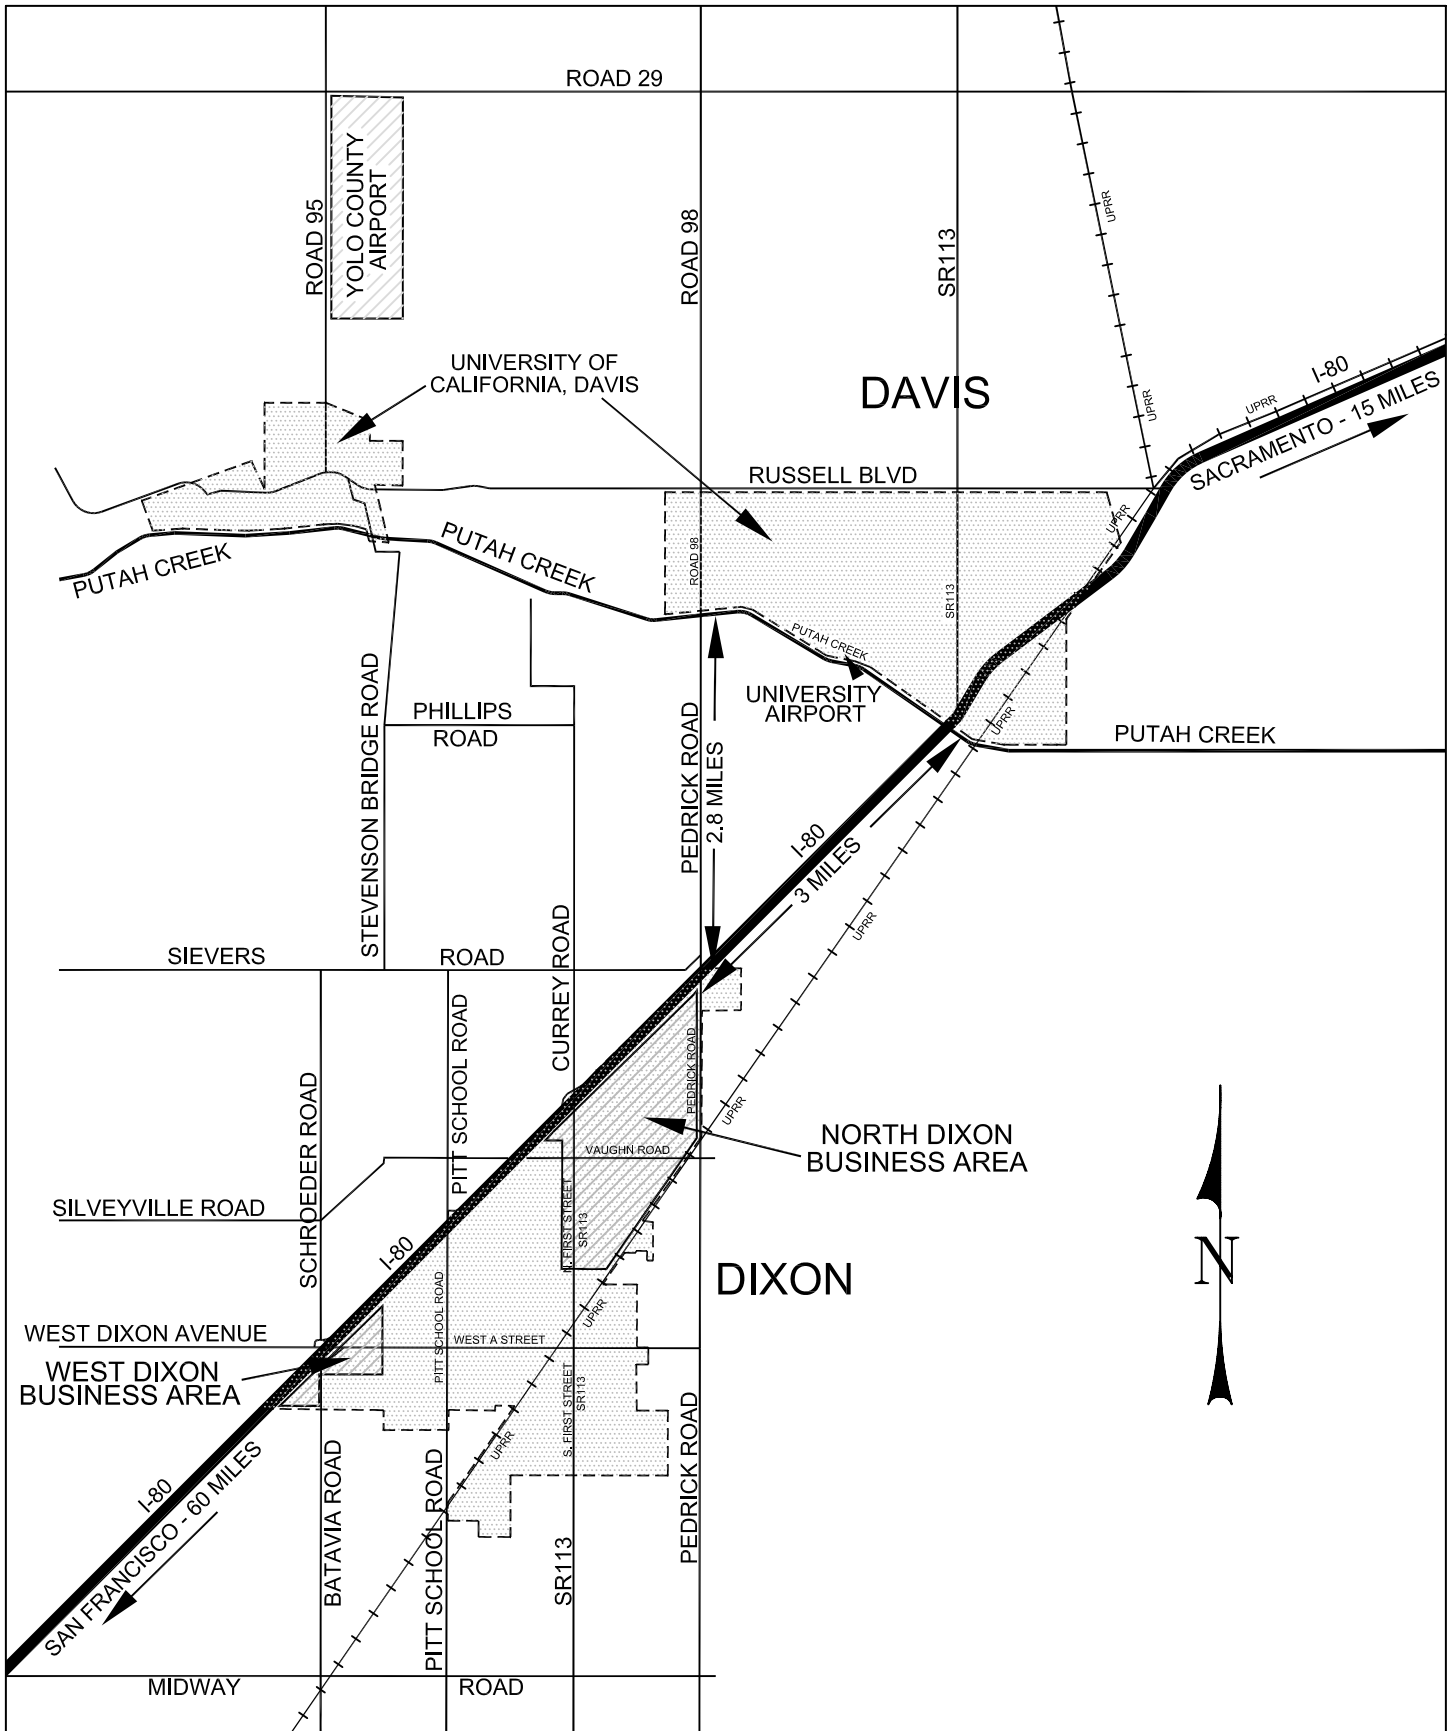 ROAD 29
ROAD 95
YOLO COUNTY
AIRPORT
ROAD 98
SR113
UPRR
UNIVERSITY OF
CALIFORNIA, DAVIS
DAVIS
I-80
UPRR
UPRR
SACRAMENTO - 15 MILES
RUSSELL BLVD
UPRR
PUTAH CREEK
PUTAH CREEK
ROAD 98
SR113
PUTAH CREEK
UNIVERSITY
AIRPORT
UPRR
PUTAH CREEK
STEVENSON BRIDGE ROAD
PHILLIPS
ROAD
PEDRICK ROAD
2.8 MILES
I-80
3 MILES
UPRR
SIEVERS
ROAD
CURREY ROAD
PITT SCHOOL ROAD
SCHROEDER ROAD
PEDRICK ROAD
UPRR
NORTH DIXON
BUSINESS AREA
VAUGHN ROAD
SILVEYVILLE ROAD
N. FIRST STREET
SR113
I-80
DIXON
N
PITT SCHOOL ROAD
UPRR
WEST DIXON AVENUE
WEST A STREET
WEST DIXON
BUSINESS AREA
S. FIRST STREET
SR113
UPRR
I-80
SAN FRANCISCO - 60 MILES
BATAVIA ROAD
PITT SCHOOL ROAD
SR113
PEDRICK ROAD
MIDWAY
ROAD